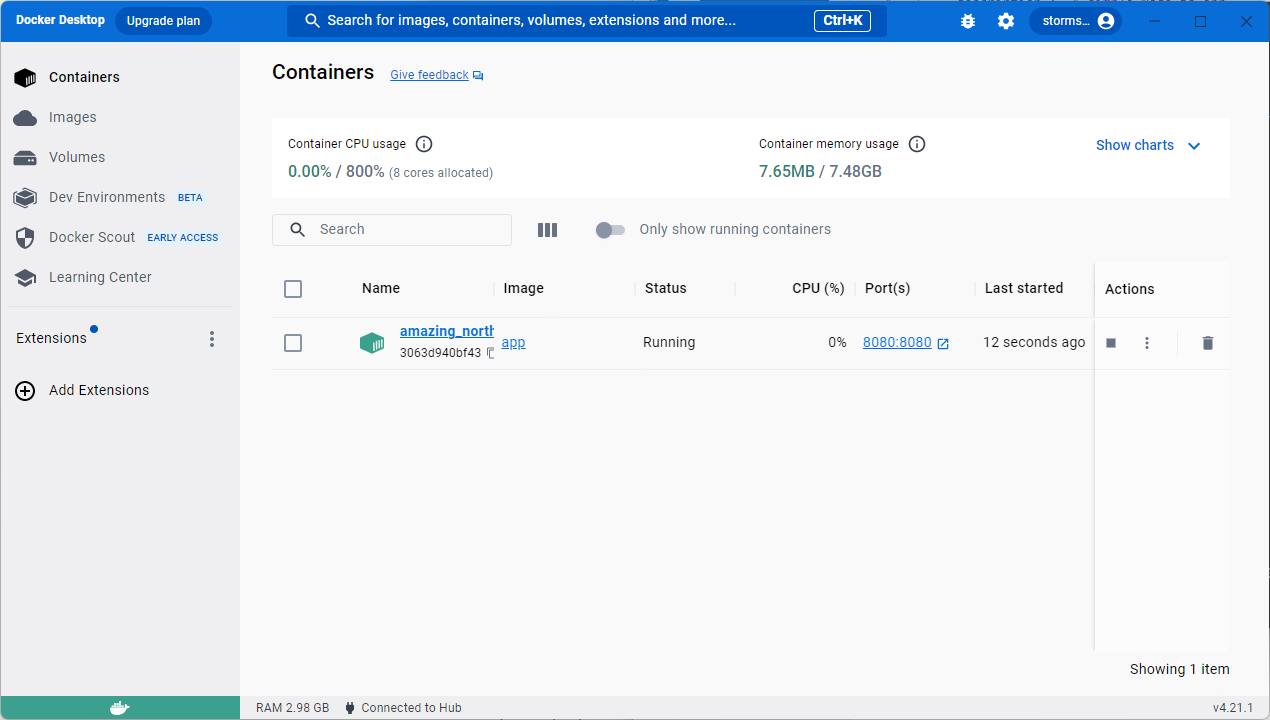 Docker Desktop Upgrade plan Search for images, containers, volumes, extensions and more... Ctrl+K storms...
Containers
Images
Volumes
Dev Environments BETA
Docker Scout EARLY ACCESS
Learning Center
Extensions
Add Extensions
Containers Give feedback
Container CPU usage Container memory usage Show charts
0.00% / 800% (8 cores allocated) 7.65MB / 7.48GB
Search Only show running containers
Name Image Status CPU (%) Port(s) Last started Actions
amazing_north
3063d940bf43 app Running 0% 8080:8080 12 seconds ago
Showing 1 item
RAM 2.98 GB Connected to Hub v4.21.1